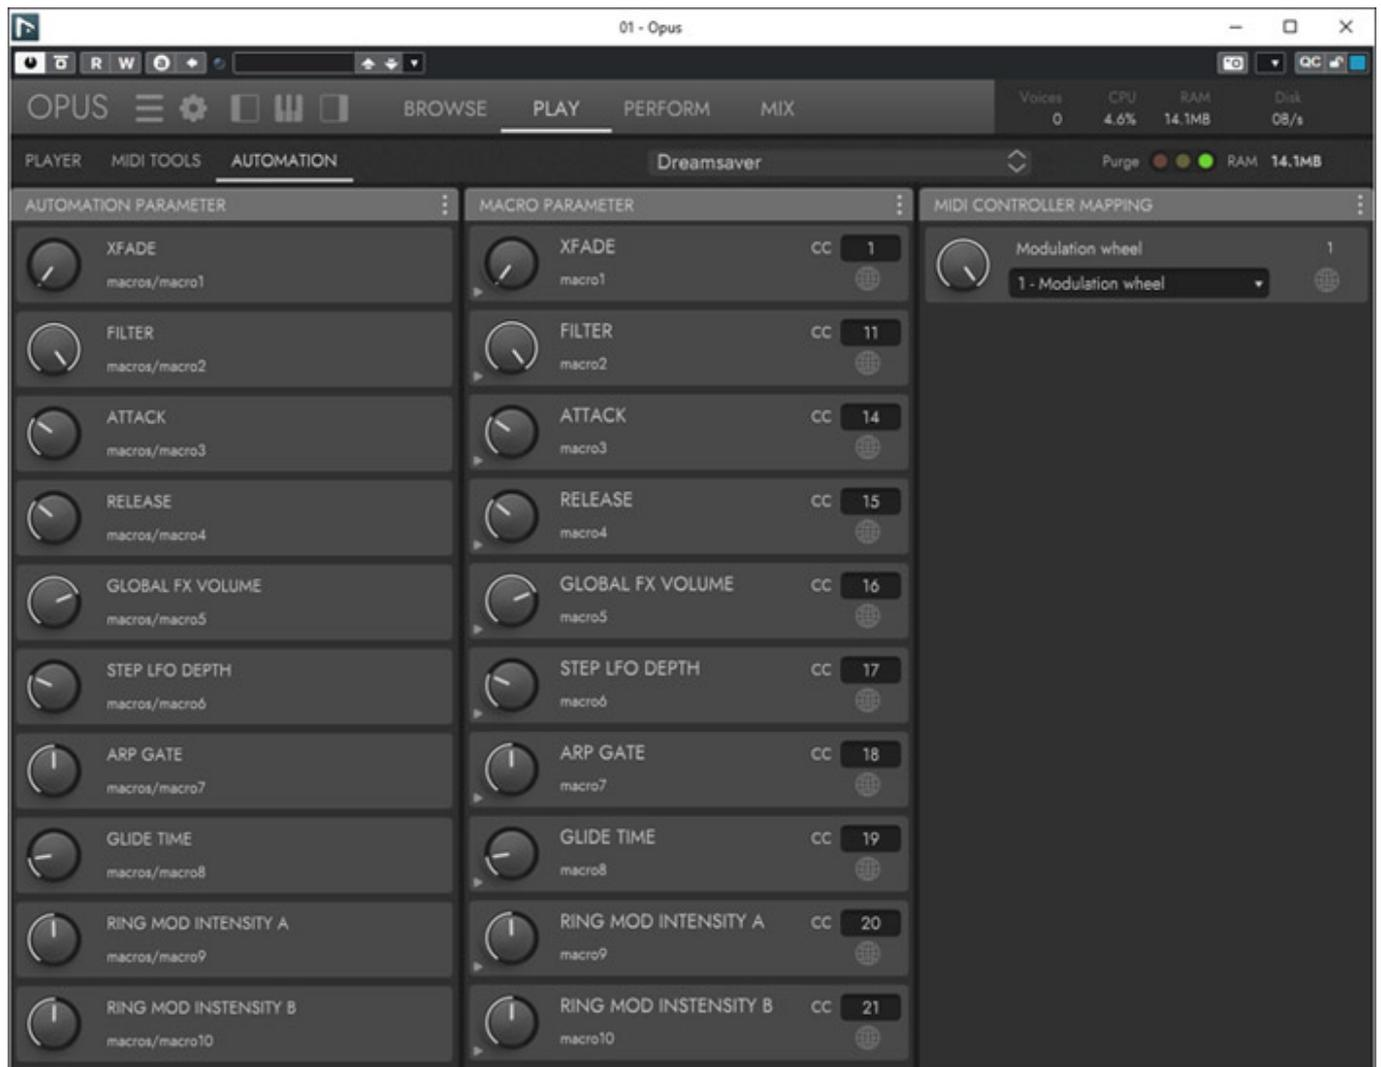 01 - Opus
R W QC
OPUS BROWSE PLAY PERFORM MIX
Voices CPU RAM Disk
0 4.6% 14.1MB 0B/s
PLAYER MIDI TOOLS AUTOMATION Dreamsaver Purge RAM 14.1MB
AUTOMATION PARAMETER MACRO PARAMETER MIDI CONTROLLER MAPPING
XFADE
macros/macro1
XFADE CC 1
macro1
Modulation wheel 1
1 - Modulation wheel
FILTER
macros/macro2
FILTER CC 11
macro2
ATTACK
macros/macro3
ATTACK CC 14
macro3
RELEASE
macros/macro4
RELEASE CC 15
macro4
GLOBAL FX VOLUME
macros/macro5
GLOBAL FX VOLUME CC 16
macro5
STEP LFO DEPTH
macros/macro6
STEP LFO DEPTH CC 17
macro6
ARP GATE
macros/macro7
ARP GATE CC 18
macro7
GLIDE TIME
macros/macro8
GLIDE TIME CC 19
macro8
RING MOD INTENSITY A
macros/macro9
RING MOD INTENSITY A CC 20
macro9
RING MOD INSTENSITY B
macros/macro10
RING MOD INSTENSITY B CC 21
macro10